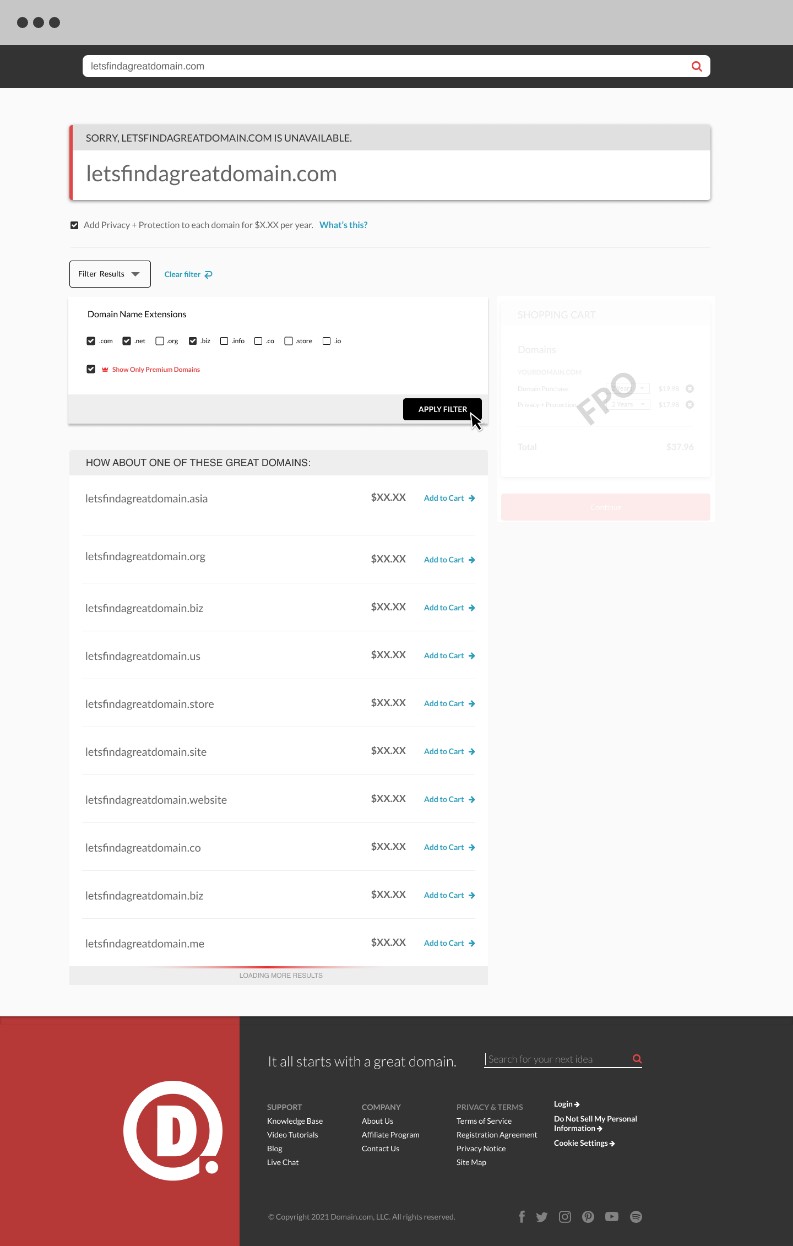 letsfindagreatdomain.com
SORRY, LETSFINDAGREATDOMAIN.COM IS UNAVAILABLE.
letsfindagreatdomain.com
Add Privacy + Protection to each domain for $X.XX per year. What's this?
Filter Results Clear filter
Domain Name Extensions
.com .net .org .biz .info .co .store .io
Show Only Premium Domains
APPLY FILTER
SHOPPING CART
Domains
YOURDOMAIN.COM
Domain Purchase $19.98
Privacy + Protection 2 Years $17.98
FPO
Total $37.96
Continue
HOW ABOUT ONE OF THESE GREAT DOMAINS:
letsfindagreatdomain.asia $XX.XX Add to Cart
letsfindagreatdomain.org $XX.XX Add to Cart
letsfindagreatdomain.biz $XX.XX Add to Cart
letsfindagreatdomain.us $XX.XX Add to Cart
letsfindagreatdomain.store $XX.XX Add to Cart
letsfindagreatdomain.site $XX.XX Add to Cart
letsfindagreatdomain.website $XX.XX Add to Cart
letsfindagreatdomain.co $XX.XX Add to Cart
letsfindagreatdomain.biz $XX.XX Add to Cart
letsfindagreatdomain.me $XX.XX Add to Cart
LOADING MORE RESULTS
D.
It all starts with a great domain. Search for your next idea
SUPPORT
Knowledge Base
Video Tutorials
Blog
Live Chat
COMPANY
About Us
Affiliate Program
Contact Us
PRIVACY & TERMS
Terms of Service
Registration Agreement
Privacy Notice
Site Map
Login
Do Not Sell My Personal
Information
Cookie Settings
© Copyright 2021 Domain.com, LLC. All rights reserved.